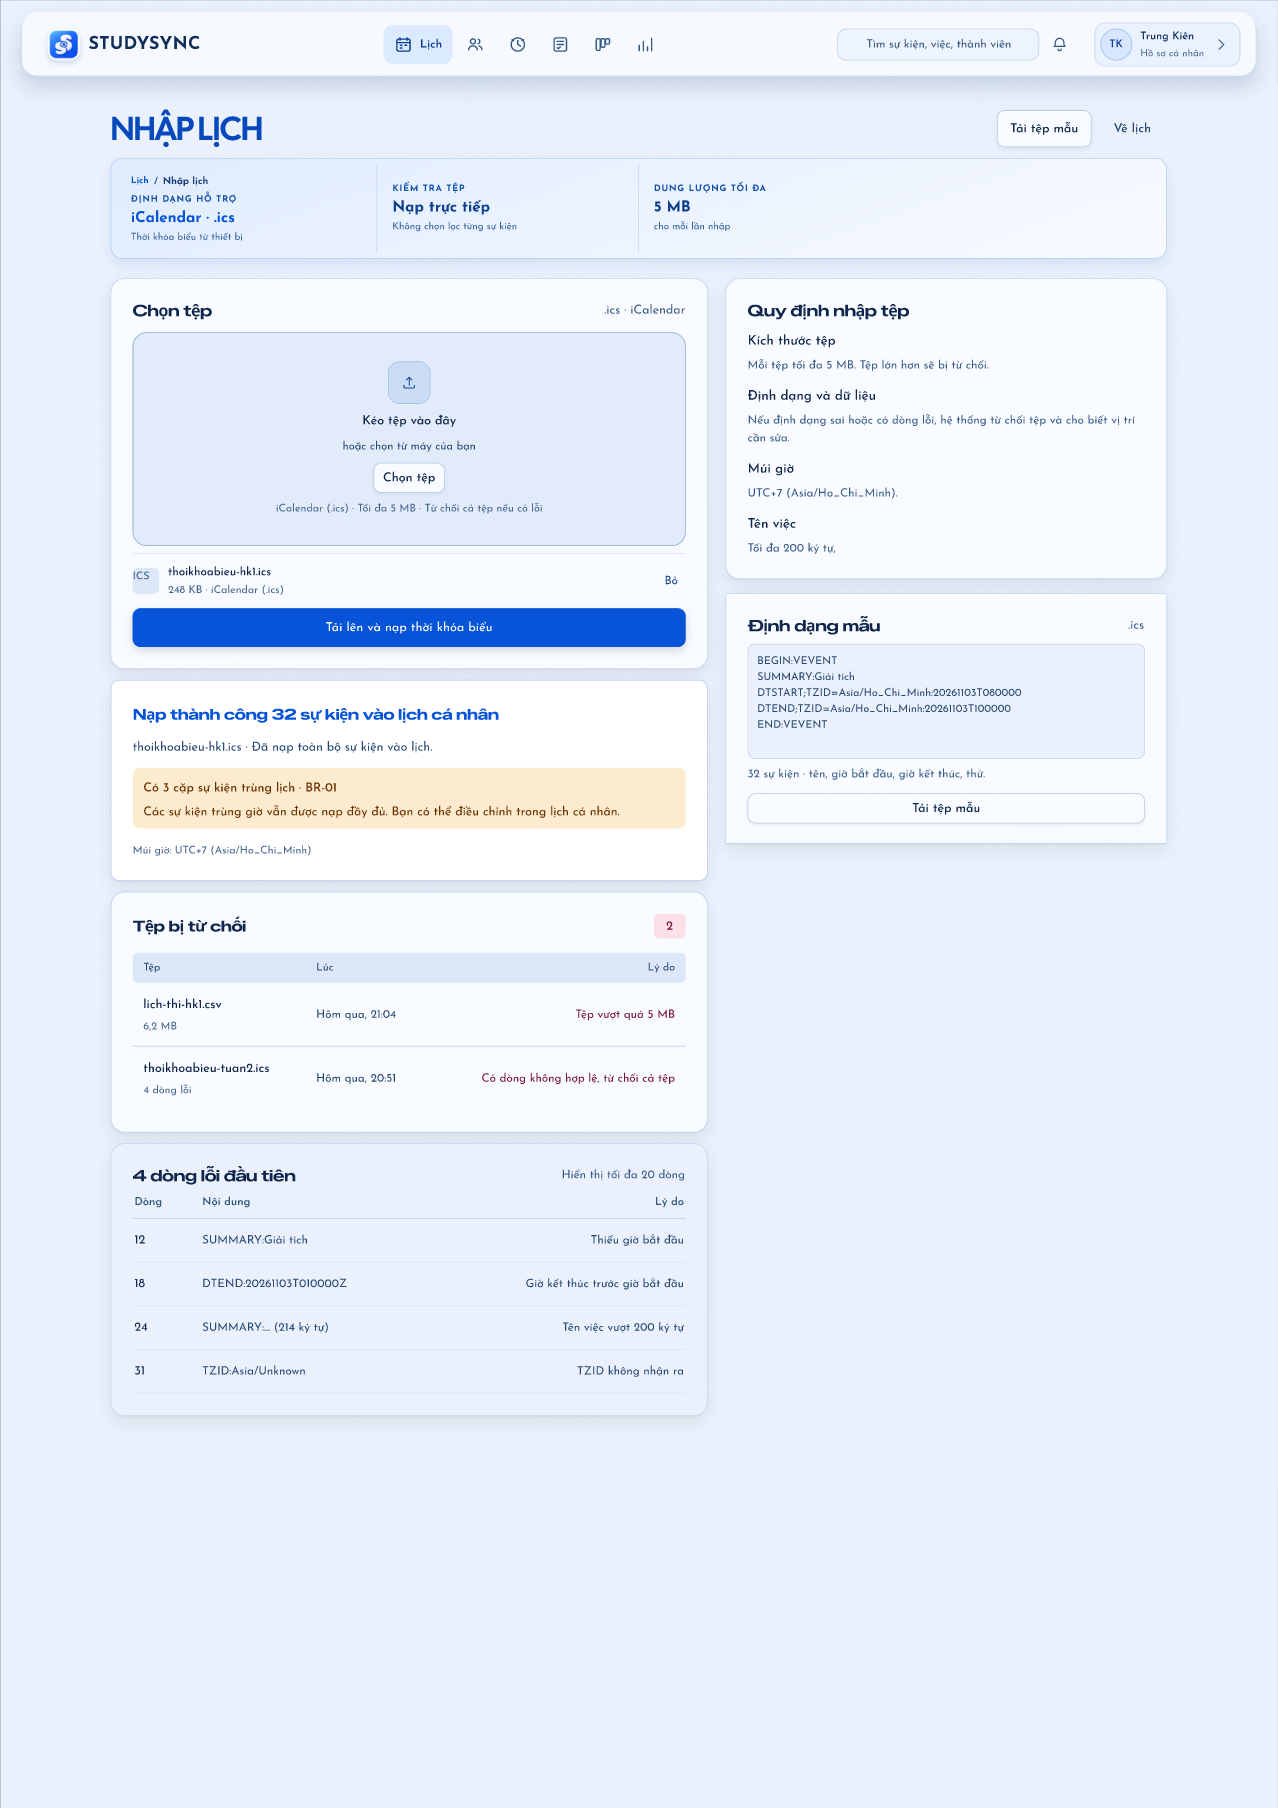 STUDYSYNC
Lịch
Tìm sự kiện, việc, thành viên
TK
Trung Kiên
Hồ sơ cá nhân
NHẬP LỊCH
Tải tệp mẫu
Về lịch
Lịch / Nhập lịch
ĐỊNH DẠNG HỖ TRỢ
iCalendar · .ics
Thời khóa biểu từ thiết bị
KIỂM TRA TỆP
Nạp trực tiếp
Không chọn lọc từng sự kiện
DUNG LƯỢNG TỐI ĐA
5 MB
cho mỗi lần nhập
Chọn tệp
.ics · iCalendar
Kéo tệp vào đây
hoặc chọn từ máy của bạn
Chọn tệp
iCalendar (.ics) · Tối đa 5 MB · Từ chối cả tệp nếu có lỗi
ICS
thoikhoabieu-hk1.ics
248 KB · iCalendar (.ics)
Bỏ
Tải lên và nạp thời khóa biểu
Nạp thành công 32 sự kiện vào lịch cá nhân
thoikhoabieu-hk1.ics · Đã nạp toàn bộ sự kiện vào lịch.
Có 3 cặp sự kiện trùng lịch · BR-01
Các sự kiện trùng giờ vẫn được nạp đầy đủ. Bạn có thể điều chỉnh trong lịch cá nhân.
Múi giờ: UTC+7 (Asia/Ho_Chi_Minh)
Tệp bị từ chối
2
Tệp
Lúc
Lý do
lich-thi-hk1.csv
6,2 MB
Hôm qua, 21:04
Tệp vượt quá 5 MB
thoikhoabieu-tuan2.ics
4 dòng lỗi
Hôm qua, 20:51
Có dòng không hợp lệ, từ chối cả tệp
4 dòng lỗi đầu tiên
Hiển thị tối đa 20 dòng
Dòng
Nội dung
Lý do
12
SUMMARY:Giải tích
Thiếu giờ bắt đầu
18
DTEND:20261103T010000Z
Giờ kết thúc trước giờ bắt đầu
24
SUMMARY:… (214 ký tự)
Tên việc vượt 200 ký tự
31
TZID:Asia/Unknown
TZID không nhận ra
Quy định nhập tệp
Kích thước tệp
Mỗi tệp tối đa 5 MB. Tệp lớn hơn sẽ bị từ chối.
Định dạng và dữ liệu
Nếu định dạng sai hoặc có dòng lỗi, hệ thống từ chối tệp và cho biết vị trí
cần sửa.
Múi giờ
UTC+7 (Asia/Ho_Chi_Minh).
Tên việc
Tối đa 200 ký tự,
Định dạng mẫu
.ics
BEGIN:VEVENT
SUMMARY:Giải tích
DTSTART;TZID=Asia/Ho_Chi_Minh:20261103T080000
DTEND;TZID=Asia/Ho_Chi_Minh:20261103T100000
END:VEVENT
32 sự kiện · tên, giờ bắt đầu, giờ kết thúc, thứ.
Tải tệp mẫu